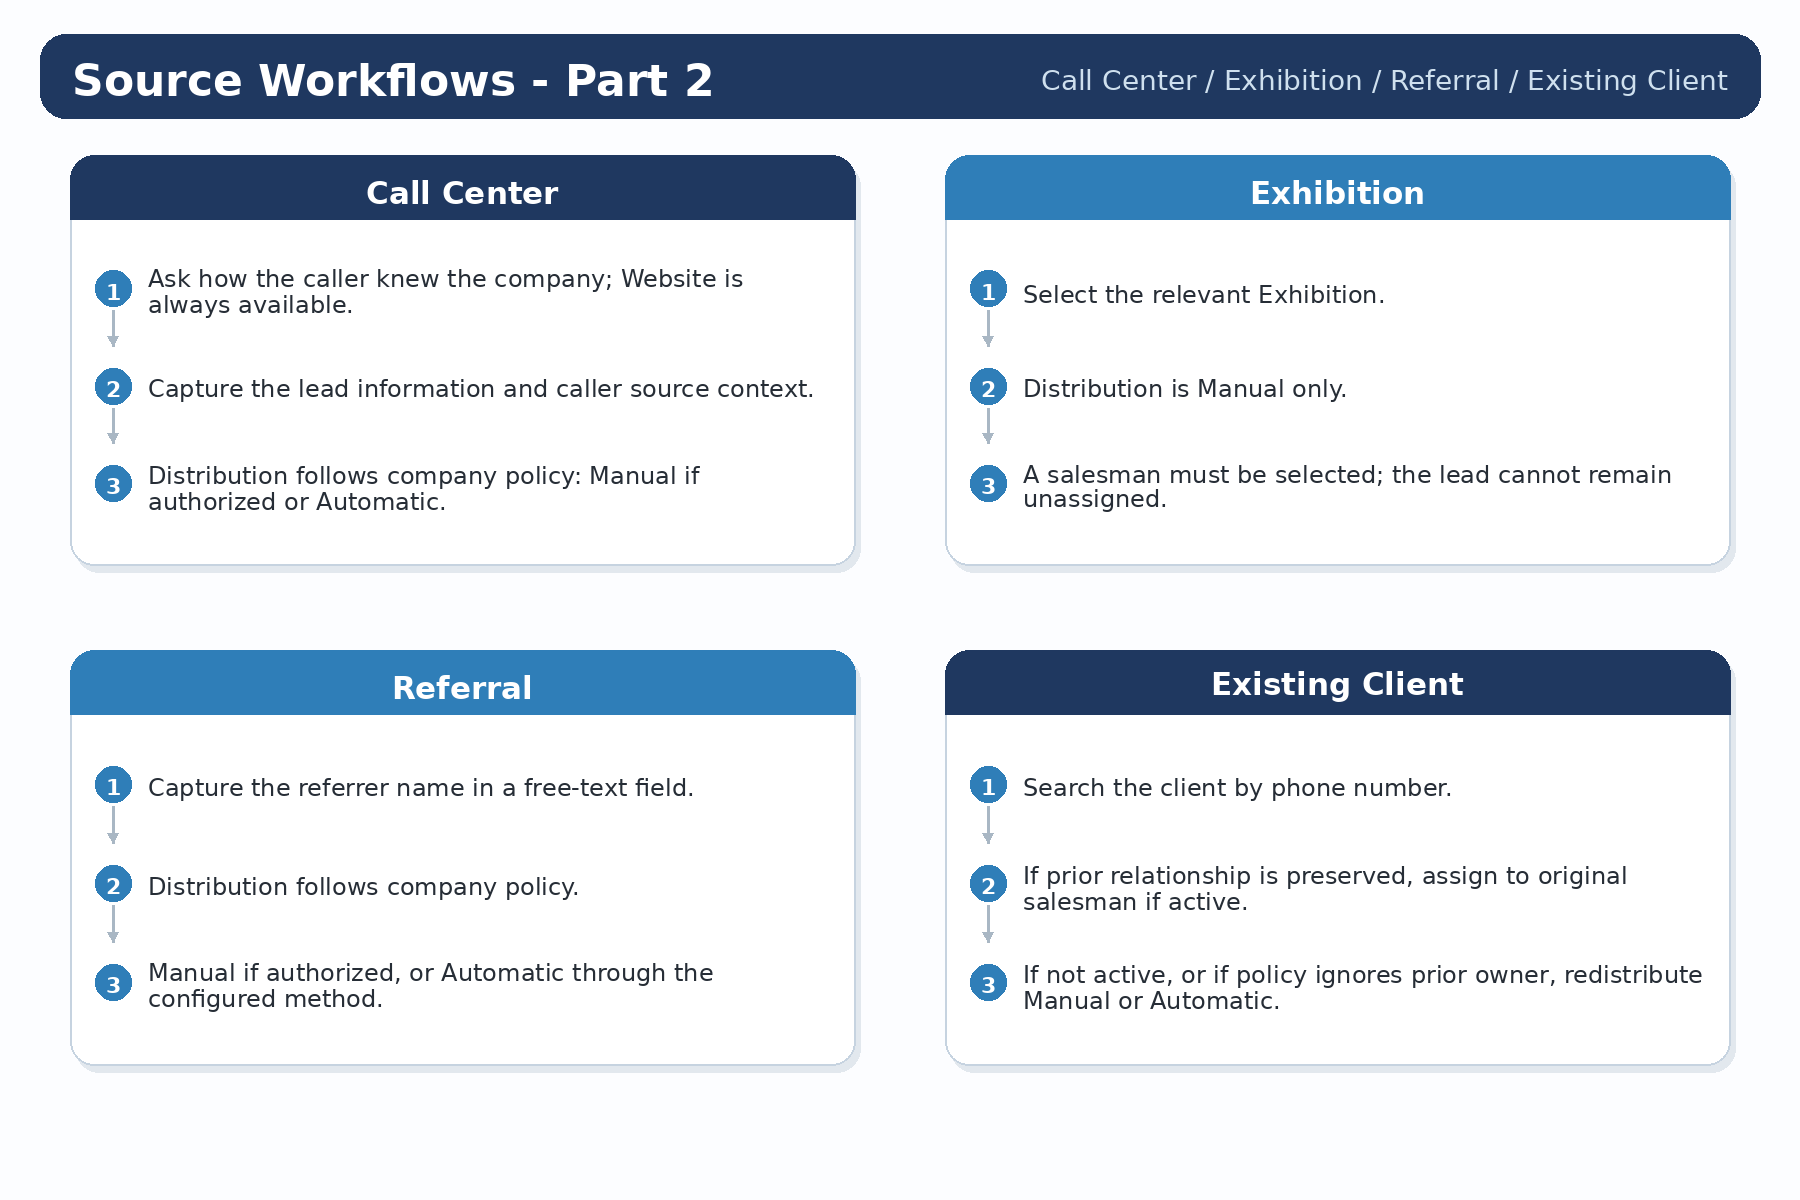 Source Workflows - Part 2
Call Center / Exhibition / Referral / Existing Client
Call Center
1
Ask how the caller knew the company; Website is
always available.
2
Capture the lead information and caller source context.
3
Distribution follows company policy: Manual if
authorized or Automatic.
Exhibition
1
Select the relevant Exhibition.
2
Distribution is Manual only.
3
A salesman must be selected; the lead cannot remain
unassigned.
Referral
1
Capture the referrer name in a free-text field.
2
Distribution follows company policy.
3
Manual if authorized, or Automatic through the
configured method.
Existing Client
1
Search the client by phone number.
2
If prior relationship is preserved, assign to original
salesman if active.
3
If not active, or if policy ignores prior owner, redistribute
Manual or Automatic.